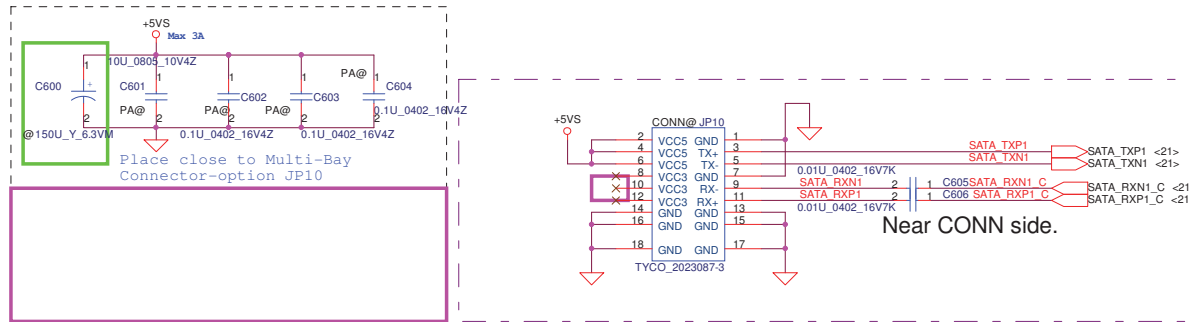 +5VS
Max 3A
10U_0805_10V4Z
1 1 1 1 1
C600 C601 C602 C603 C604
+
PA@ PA@ PA@ PA@
2 2 2 2 2
@150U_Y_6.3VM
0.1U_0402_16V4Z 0.1U_0402_16V4Z 0.1U_0402_16V4Z
Place close to Multi-Bay
Connector-option JP10
+5VS
CONN@ JP10
2 VCC5 GND 1
4 VCC5 TX+ 3 SATA_TXP1 SATA_TXP1 <21>
6 VCC5 TX- 5 SATA_TXN1 SATA_TXN1 <21>
8 VCC3 GND 7 0.01U_0402_16V7K
10 VCC3 RX- 9 SATA_RXN1 2 1 C605 SATA_RXN1_C SATA_RXN1_C <21
12 VCC3 RX+ 11 SATA_RXP1 2 1 C606 SATA_RXP1_C SATA_RXP1_C <21
14 GND GND 13 0.01U_0402_16V7K
16 GND GND 15
18 GND GND 17
TYCO_2023087-3
Near CONN side.